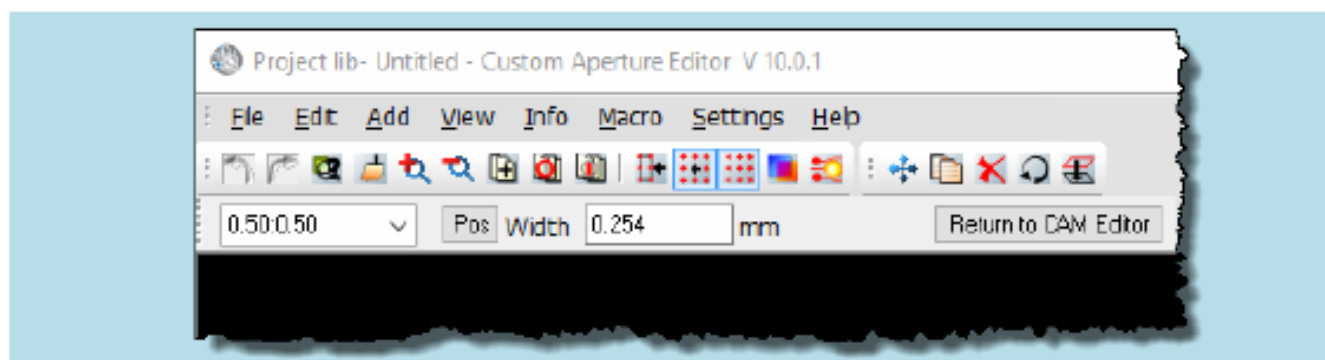 Project lib- Untitled - Custom Aperture Editor V 10.0.1
File Edit Add View Info Macro Settings Help
0.50:0.50 Pos Width 0.254 mm Return to CAM Editor